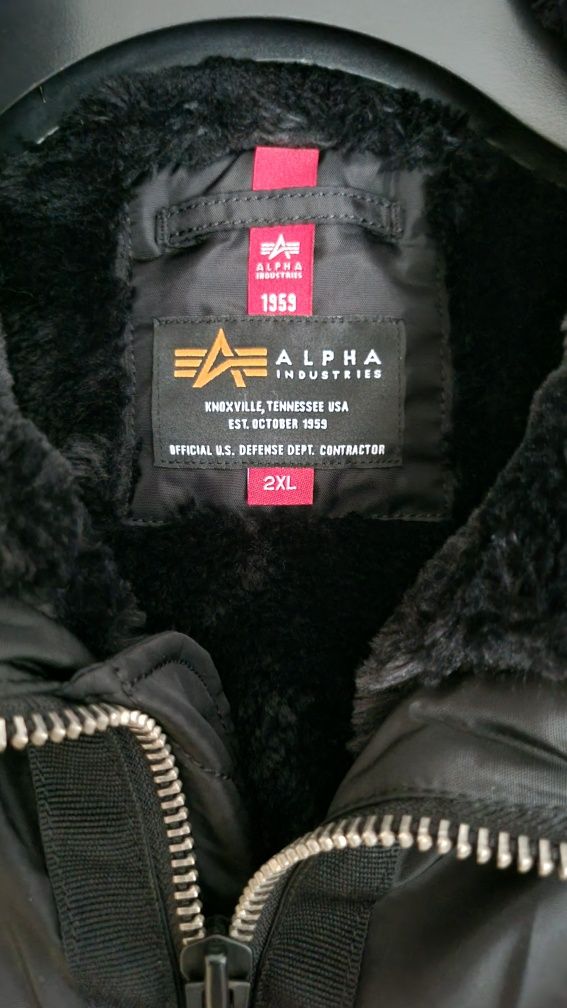 ALPHA
INDUSTRIES
1959
ALPHA
INDUSTRIES
KNOXVILLE, TENNESSEE USA
EST. OCTOBER 1959
OFFICIAL U.S. DEFENSE DEPT. CONTRACTOR
2XL